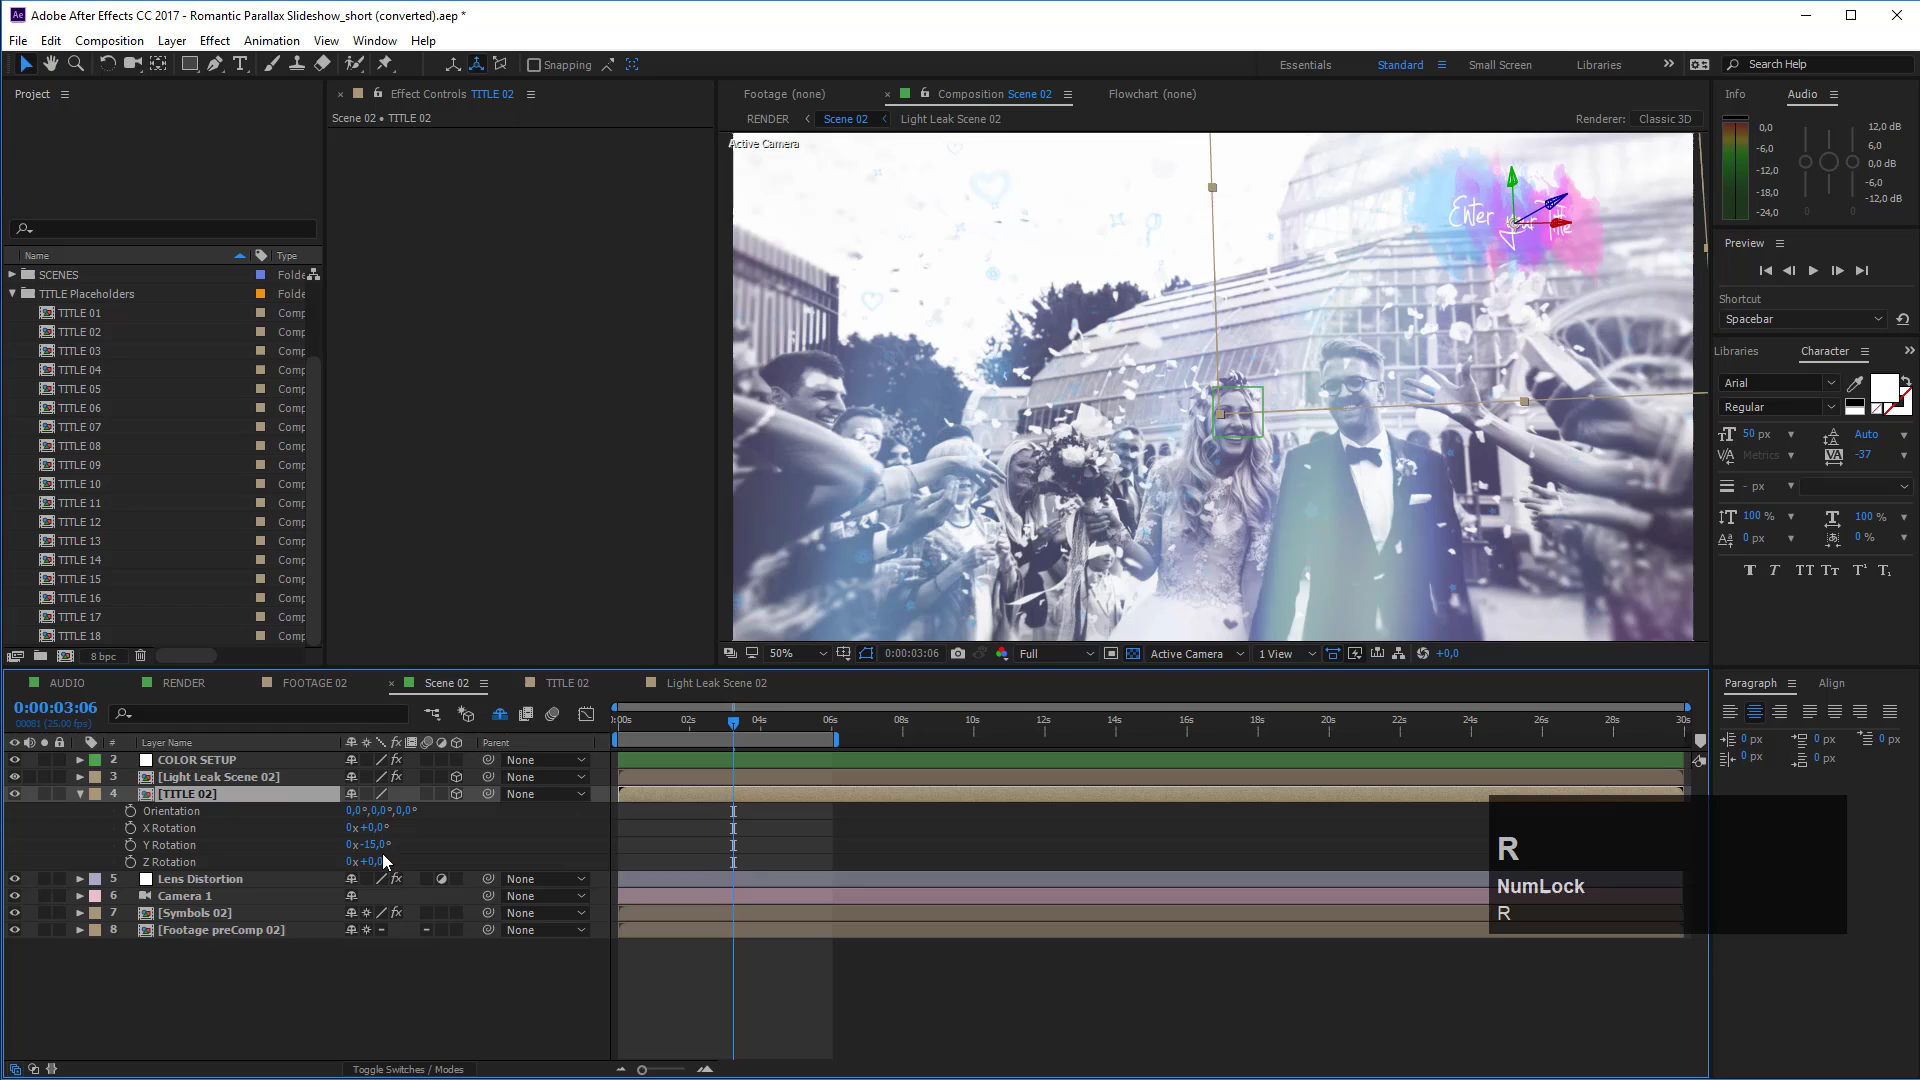 Adobe After Effects CC 2017 - Romantic Parallax Slideshow_short (converted).aep *
File Edit Composition Layer Effect Animation View Window Help
Snapping
Essentials Standard Small Screen Libraries Search Help
Project
Effect Controls TITLE 02
Footage (none) Composition Scene 02 Flowchart (none)
Info Audio
Scene 02 • TITLE 02
RENDER Scene 02 Light Leak Scene 02 Renderer: Classic 3D
Active Camera
Enter your Title
0,0 12,0 dB
-6,0 6,0
-12,0 0,0 dB
-18,0 -6,0
-24,0 -12,0 dB
0 0
Name Type
SCENES Folde
TITLE Placeholders Folde
TITLE 01 Comp
TITLE 02 Comp
TITLE 03 Comp
TITLE 04 Comp
TITLE 05 Comp
TITLE 06 Comp
TITLE 07 Comp
TITLE 08 Comp
TITLE 09 Comp
TITLE 10 Comp
TITLE 11 Comp
TITLE 12 Comp
TITLE 13 Comp
TITLE 14 Comp
TITLE 15 Comp
TITLE 16 Comp
TITLE 17 Comp
TITLE 18 Comp
8 bpc
Preview
Shortcut
Spacebar
Libraries Character
Arial
Regular
50 px Auto
Metrics -37
- px
100 % 100 %
0 px 0 %
50% 0:00:03:06 Full Active Camera 1 View +0,0
AUDIO RENDER FOOTAGE 02 Scene 02 TITLE 02 Light Leak Scene 02
Paragraph Align
0 px 0 px 0 px
0 px 0 px
0:00:03:06
00081 (25.00 fps)
:00s 02s 04s 06s 08s 10s 12s 14s 16s 18s 20s 22s 24s 26s 28s 30s
# Layer Name Parent
2 COLOR SETUP None
3 [Light Leak Scene 02] None
4 [TITLE 02] None
Orientation 0,0°,0,0°,0,0°
X Rotation 0x+0,0°
Y Rotation 0x-15,0°
Z Rotation 0x+0,0
5 Lens Distortion None
6 Camera 1 None
7 [Symbols 02] None
8 [Footage preComp 02] None
R
NumLock
R
Toggle Switches / Modes